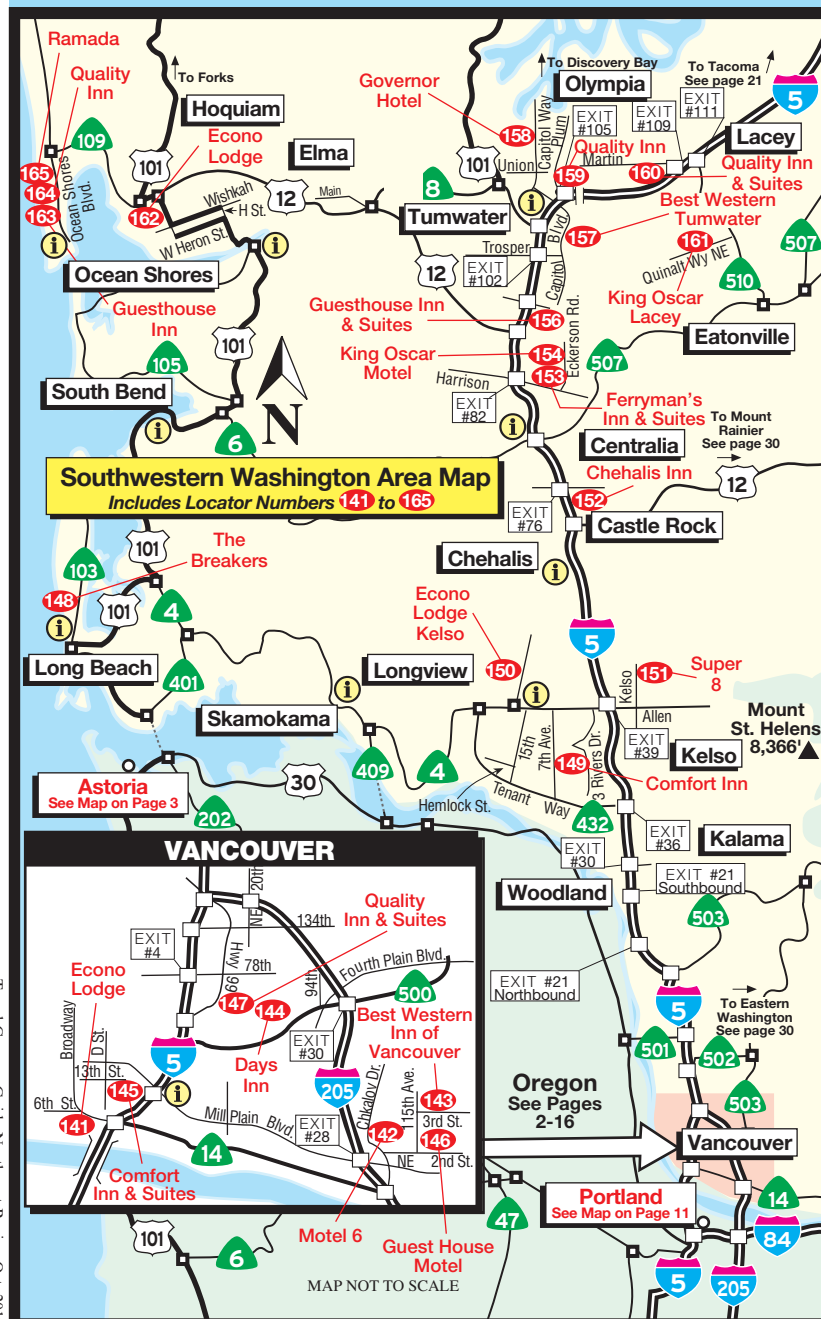 Ramada
Quality
Inn
To Forks
Hoquiam
Econo
Lodge
Elma
109
101
165
164
163
Ocean Shores
Blvd.
162
Wishkah
H St.
W Heron St.
12
Main
Ocean Shores
Guesthouse
Inn
101
105
South Bend
6
N
Governor
Hotel
158
To Discovery Bay
Olympia
To Tacoma
See page 21
5
EXIT
#105
EXIT
#109
EXIT
#111
Capitol Way
Plum
Union
Quality Inn
Martin
159
160
Lacey
Quality Inn
& Suites
101
8
Tumwater
Best Western
Tumwater
157
161
Trosper
EXIT
#102
Capitol
Blvd.
Quinalt Wy NE
King Oscar
Lacey
507
510
12
Guesthouse Inn
& Suites
156
Eatonville
King Oscar
Motel
154
153
Eckerson Rd.
507
Harrison
EXIT
#82
Ferryman's
Inn & Suites
Centralia
To Mount
Rainier
See page 30
12
Southwestern Washington Area Map
Includes Locator Numbers 141 to 165
Chehalis Inn
152
EXIT
#76
Castle Rock
Chehalis
101
The
Breakers
103
148
101
4
Long Beach
401
5
Econo
Lodge
Kelso
150
Longview
Kelso
151
Super
8
Allen
EXIT
#39
Kelso
Mount
St. Helens
8,366'
Skamokama
409
4
15th
7th Ave.
149
3 Rivers Dr.
Comfort Inn
Hemlock St.
Tenant Way
432
EXIT
#36
Kalama
EXIT
#30
EXIT #21
Southbound
Woodland
503
EXIT #21
Northbound
Astoria
See Map on Page 3
30
202
5
To Eastern
Washington
See page 30
501
502
503
Oregon
See Pages
2-16
Vancouver
14
Portland
See Map on Page 11
84
5
205
47
101
6
MAP NOT TO SCALE
VANCOUVER
NE 20th
134th
Quality
Inn & Suites
EXIT
#4
78th
Hwy 99
94th
Fourth Plain Blvd.
147
144
500
Econo
Lodge
Broadway
D St.
13th St.
145
5
Days
Inn
EXIT
#30
Best Western
Inn of
Vancouver
205
Chkalov Dr.
115th Ave.
143
3rd St.
6th St.
141
Mill Plain Blvd.
EXIT
#28
142
146
NE 2nd St.
14
Comfort
Inn & Suites
Motel 6
Guest House
Motel